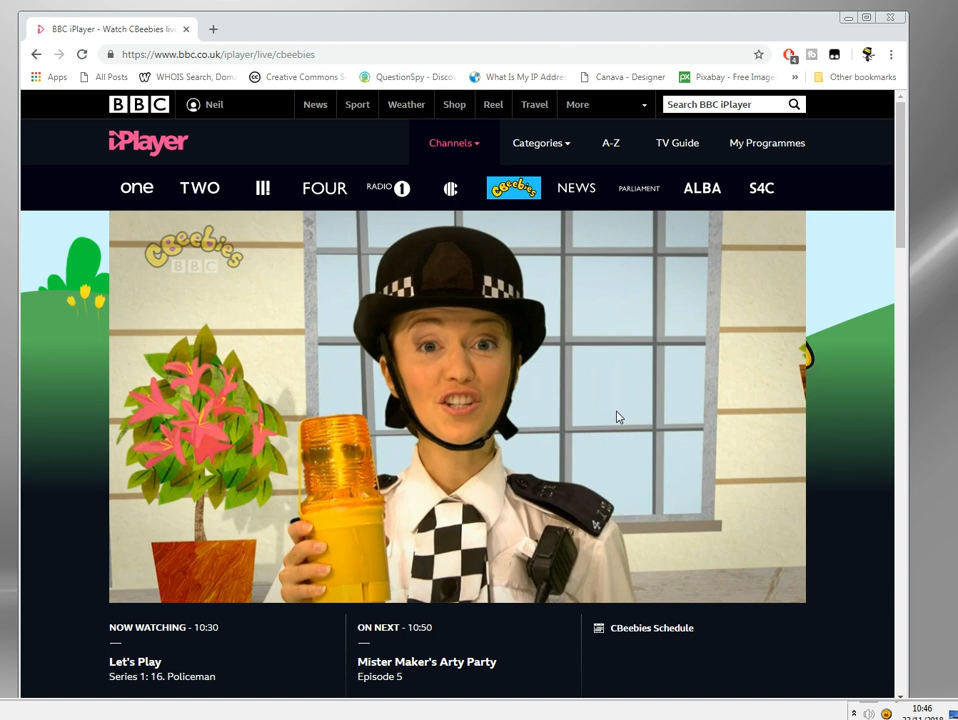 BBC iPlayer - Watch CBeebies live
https://www.bbc.co.uk/iplayer/live/cbeebies
4
Apps All Posts WHOIS Search, Doma Creative Commons S QuestionSpy - Disco What Is My IP Addre Canava - Designer Pixabay - Free Image » Other bookmarks
BBC Neil News Sport Weather Shop Reel Travel More Search BBC iPlayer
iPlayer Channels Categories A-Z TV Guide My Programmes
one TWO FOUR RADIO 1 CBeebies NEWS PARLIAMENT ALBA S4C
CBeebies
BBC
NOW WATCHING - 10:30
Let's Play
Series 1: 16. Policeman
ON NEXT - 10:50
Mister Maker's Arty Party
Episode 5
CBeebies Schedule
10:46